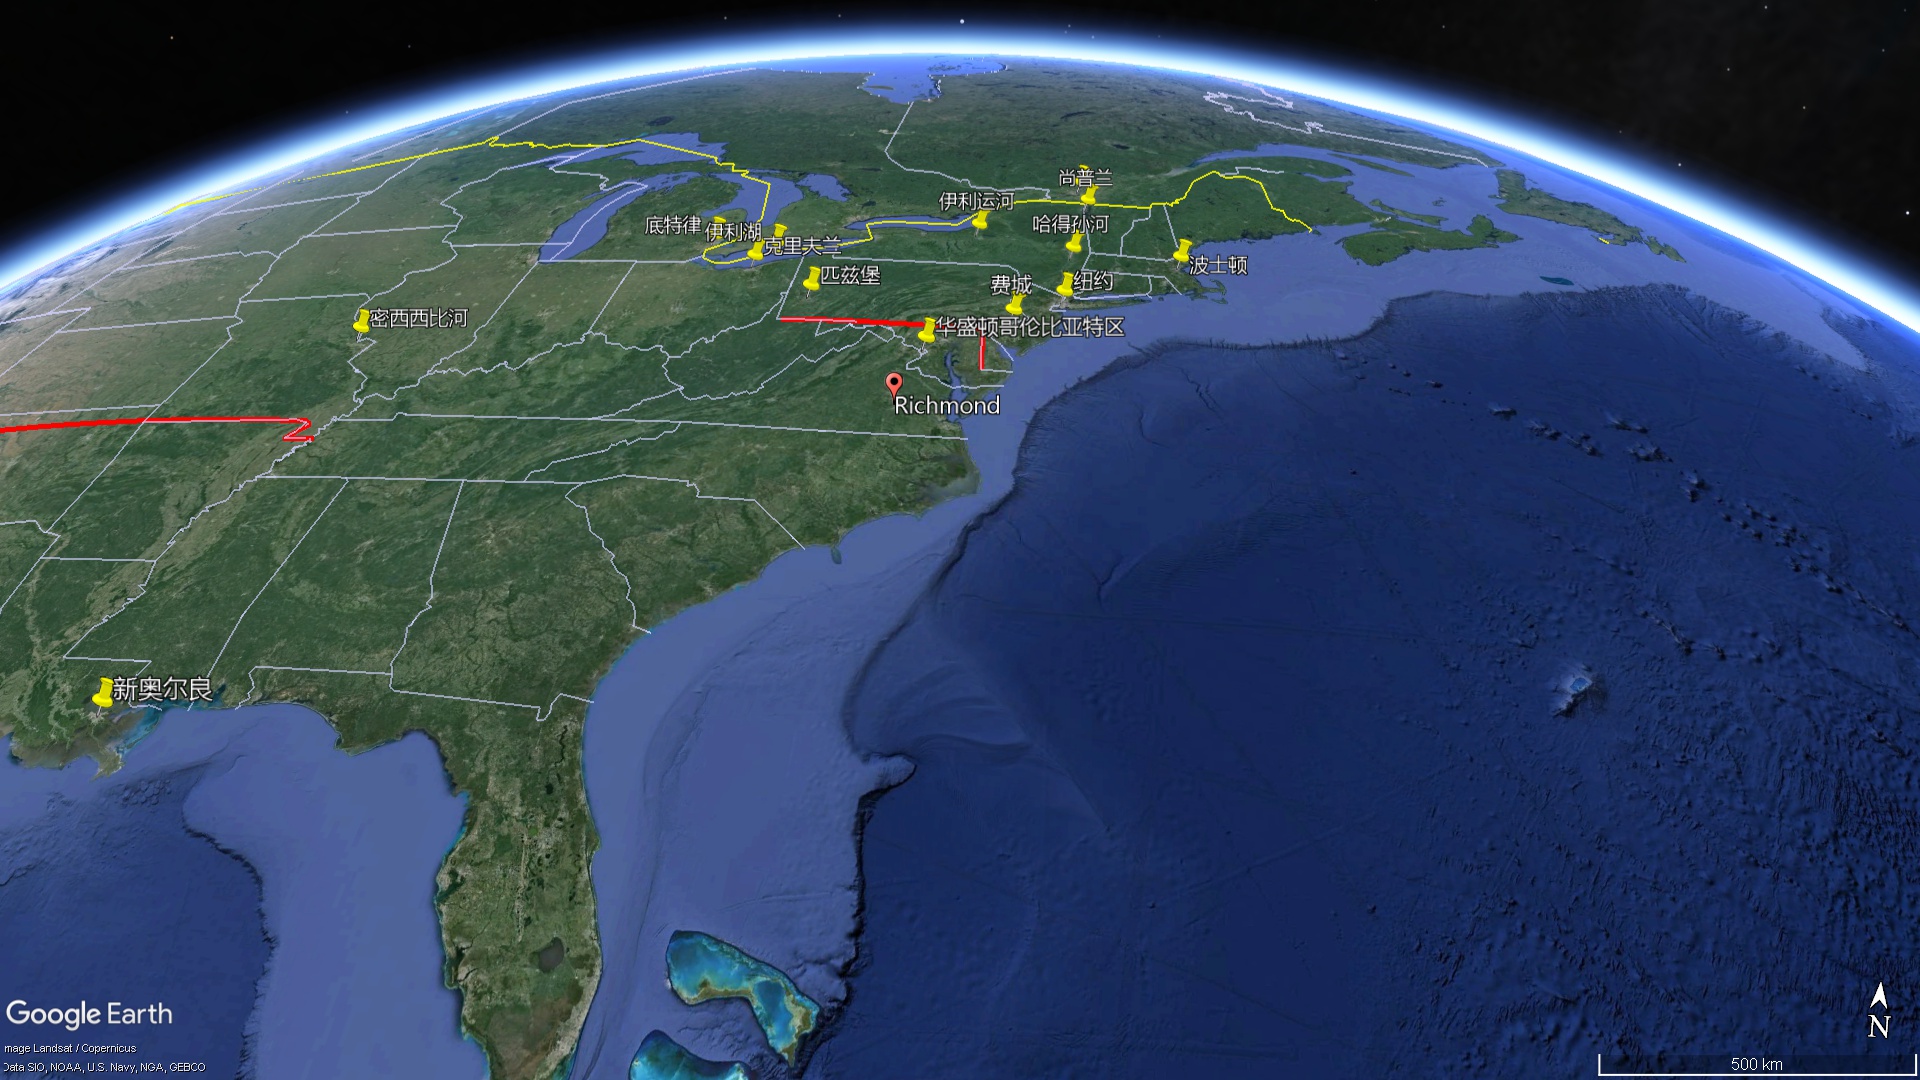 尚普兰
伊利运河
底特律
伊利湖
哈得孙河
克里夫兰
波士顿
匹兹堡
费城
纽约
密西西比河
华盛顿哥伦比亚特区
Richmond
新奥尔良
Google Earth
N
mage Landsat / Copernicus
Data SIO, NOAA, U.S. Navy, NGA, GEBCO
500 km